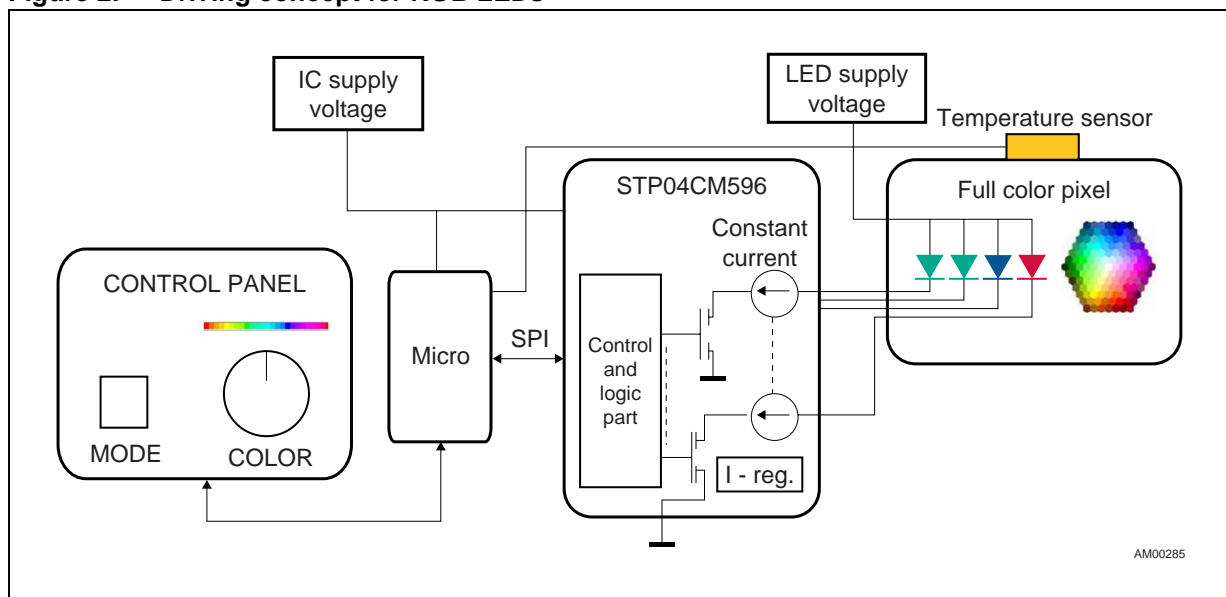 IC supply
voltage
LED supply
voltage
Temperature sensor
STP04CM596
Full color pixel
Constant
current
CONTROL PANEL
Micro
SPI
Control
and
logic
part
MODE
COLOR
I - reg.
AM00285